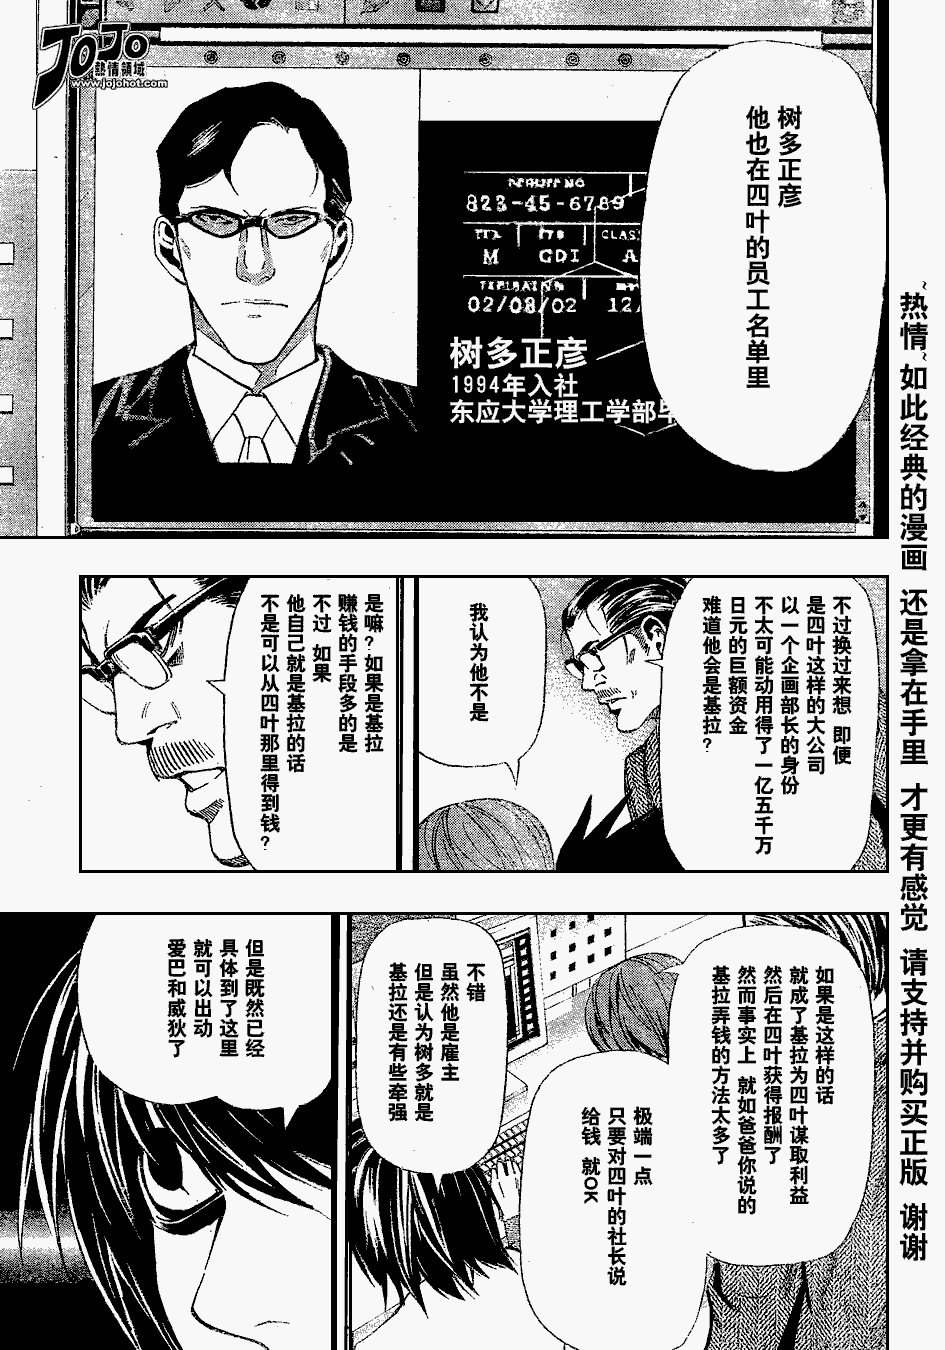 JOJO
熱情領域
www.jojohot.com
树多正彦
他也在四叶的员工名单里
823-45-6789
CLAS
M
GDI
A
02/08/02
12/
树多正彦
1994年入社
东应大学理工学部毕
不过换过来想 即便
是四叶这样的大公司
以一个企画部长的身份
不太可能动用得了一亿五千万
日元的巨额资金
难道他会是基拉?
我认为他不是
是嘛?如果是基拉
赚钱的手段多的是
不过 如果
他自己就是基拉的话
不是可以从四叶那里得到钱?
如果是这样的话
就成了基拉为四叶谋取利益
然后在四叶获得报酬了
然而事实上 就如爸爸你说的
基拉弄钱的方法太多了
极端一点
只要对四叶的社长说
给钱 就OK
不错
虽然他是雇主
但是认为树多就是
基拉还是有些牵强
但是既然已经
具体到了这里
就可以出动
爱巴和威狄了
~热情~如此经典的漫画 还是拿在手里 才更有感觉 请支持并购买正版 谢谢